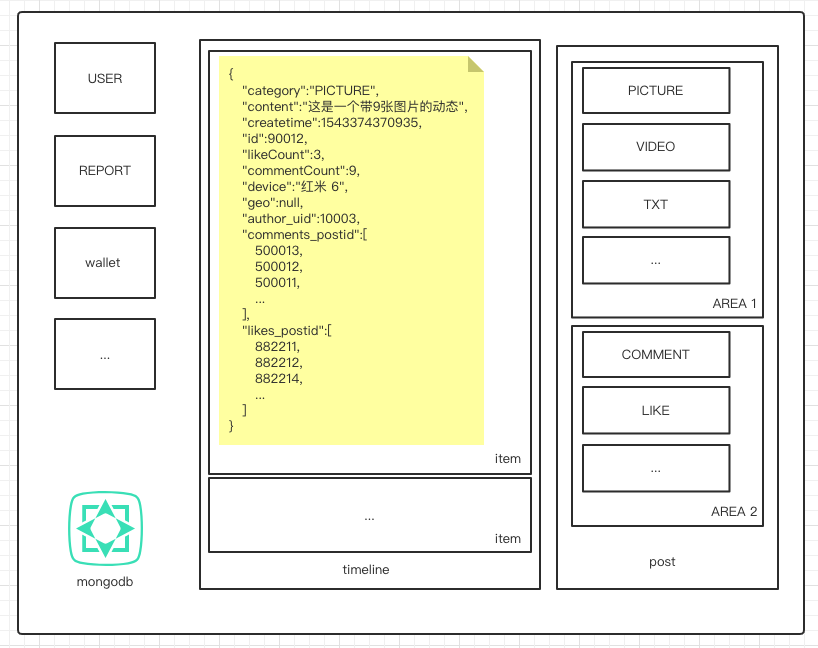 USER
REPORT
wallet
...
mongodb
{
"category":"PICTURE",
"content":"这是一个带9张图片的动态",
"createtime":1543374370935,
"id":90012,
"likeCount":3,
"commentCount":9,
"device":"红米 6",
"geo":null,
"author_uid":10003,
"comments_postid":[
500013,
500012,
500011,
...
],
"likes_postid":[
882211,
882212,
882214,
...
]
}
item
...
item
timeline
PICTURE
VIDEO
TXT
...
AREA 1
COMMENT
LIKE
...
AREA 2
post